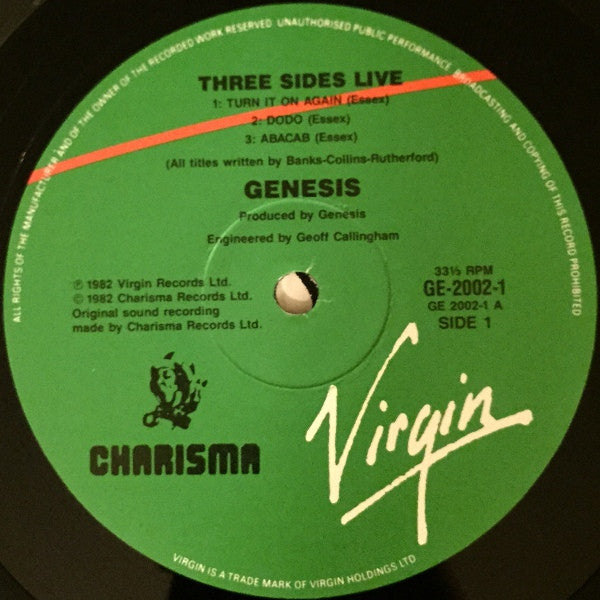 ALL RIGHTS OF THE MANUFACTURER AND OF THE OWNER OF THE RECORDED WORK RESERVED. UNAUTHORISED PUBLIC PERFORMANCE, BROADCASTING AND COPYING OF THIS RECORD PROHIBITED
THREE SIDES LIVE
1: TURN IT ON AGAIN (Essex)
2: DODO (Essex)
3: ABACAB (Essex)
(All titles written by Banks-Collins-Rutherford)
GENESIS
Produced by Genesis
Engineered by Geoff Callingham
℗ 1982 Virgin Records Ltd.
© 1982 Charisma Records Ltd.
Original sound recording
made by Charisma Records Ltd.
33⅓ RPM
GE-2002-1
GE 2002-1 A
SIDE 1
CHARISMA
Virgin
VIRGIN IS A TRADE MARK OF VIRGIN HOLDINGS LTD.